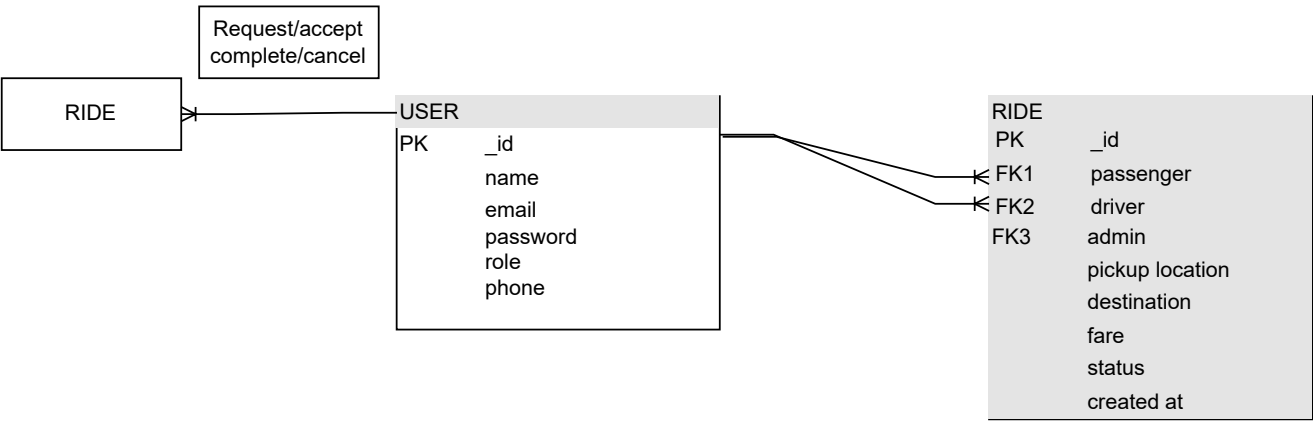 Request/accept
complete/cancel
RIDE
USER
PK _id
name
email
password
role
phone
RIDE
PK _id
FK1 passenger
FK2 driver
FK3 admin
pickup location
destination
fare
status
created at